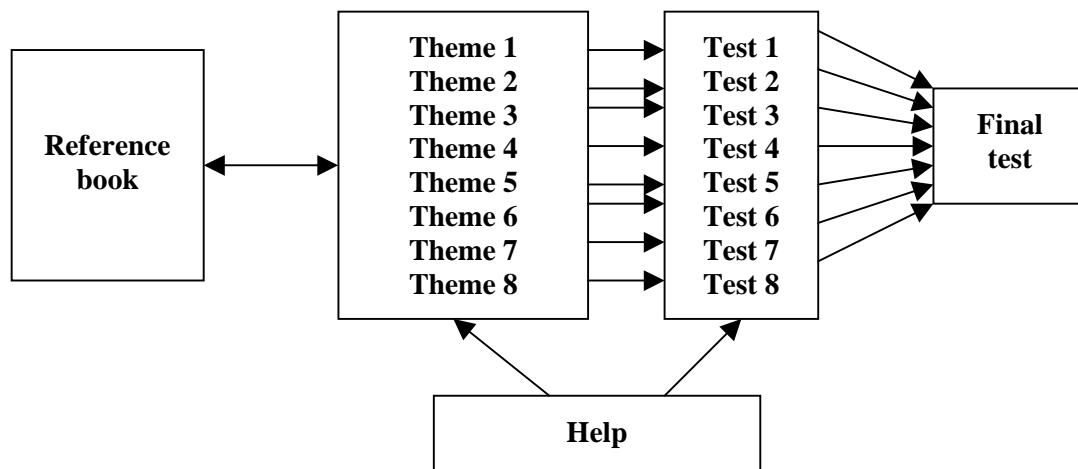 Reference
book
Theme 1
Theme 2
Theme 3
Theme 4
Theme 5
Theme 6
Theme 7
Theme 8
Test 1
Test 2
Test 3
Test 4
Test 5
Test 6
Test 7
Test 8
Final
test
Help